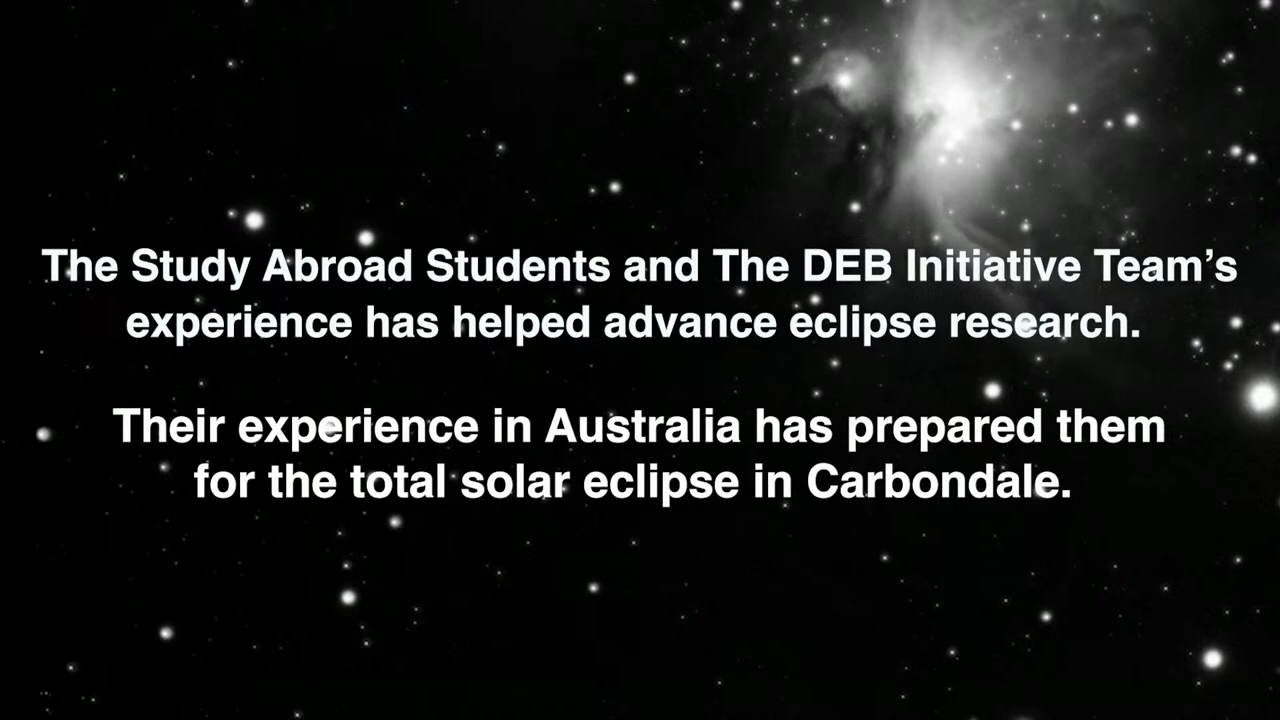 The Study Abroad Students and The DEB Initiative Team’s
experience has helped advance eclipse research.
Their experience in Australia has prepared them
for the total solar eclipse in Carbondale.